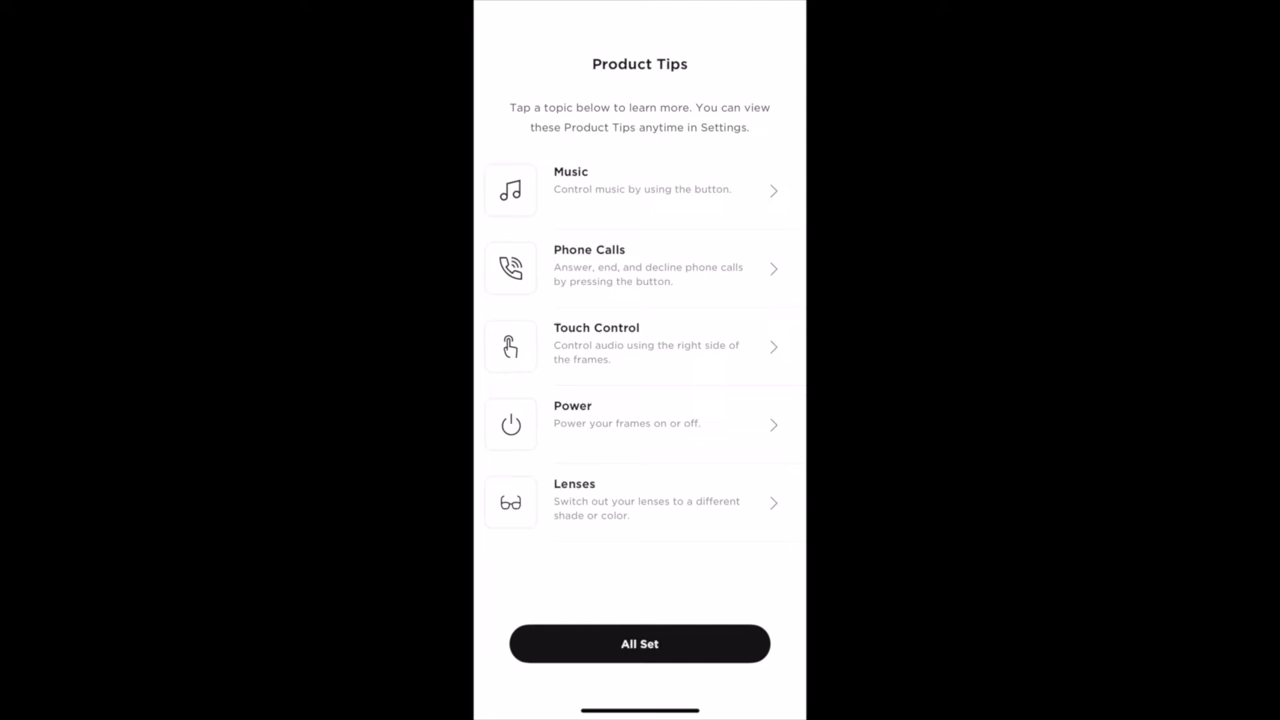 Product Tips
Tap a topic below to learn more. You can view
these Product Tips anytime in Settings.
Music
Control music by using the button.
Phone Calls
Answer, end, and decline phone calls
by pressing the button.
Touch Control
Control audio using the right side of
the frames.
Power
Power your frames on or off.
Lenses
Switch out your lenses to a different
shade or color.
All Set